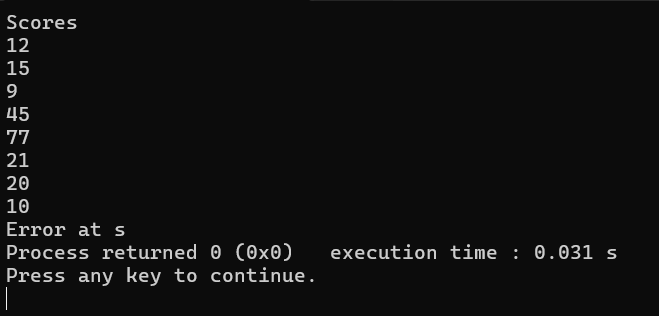 Scores
12
15
9
45
77
21
20
10
Error at s
Process returned 0 (0x0)   execution time : 0.031 s
Press any key to continue.